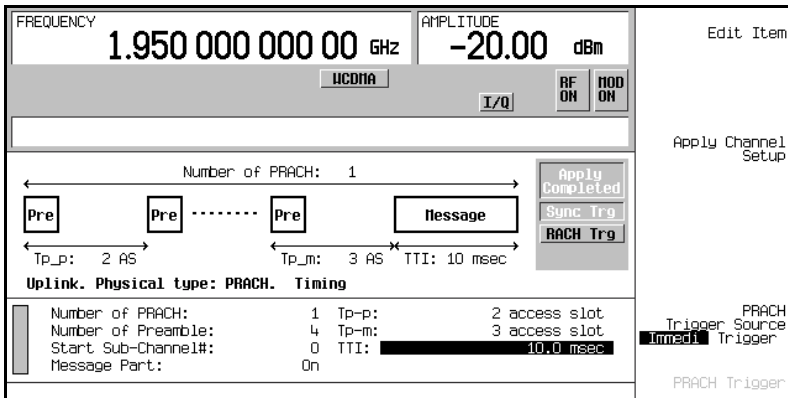 FREQUENCY
1.950 000 000 00 GHz
AMPLITUDE
-20.00 dBm
WCDMA
I/Q
RF ON
MOD ON
Edit Item
Apply Channel
Setup
Number of PRACH: 1
Pre
Pre
Pre
Message
Apply
Completed
Sync Trg
RACH Trg
Tp_p: 2 AS
Tp_m: 3 AS
TTI: 10 msec
Uplink. Physical type: PRACH. Timing
Number of PRACH: 1 Tp-p: 2 access slot
Number of Preamble: 4 Tp-m: 3 access slot
Start Sub-Channel#: 0 TTI: 10.0 msec
Message Part: On
PRACH
Trigger Source
Immedi Trigger
PRACH Trigger